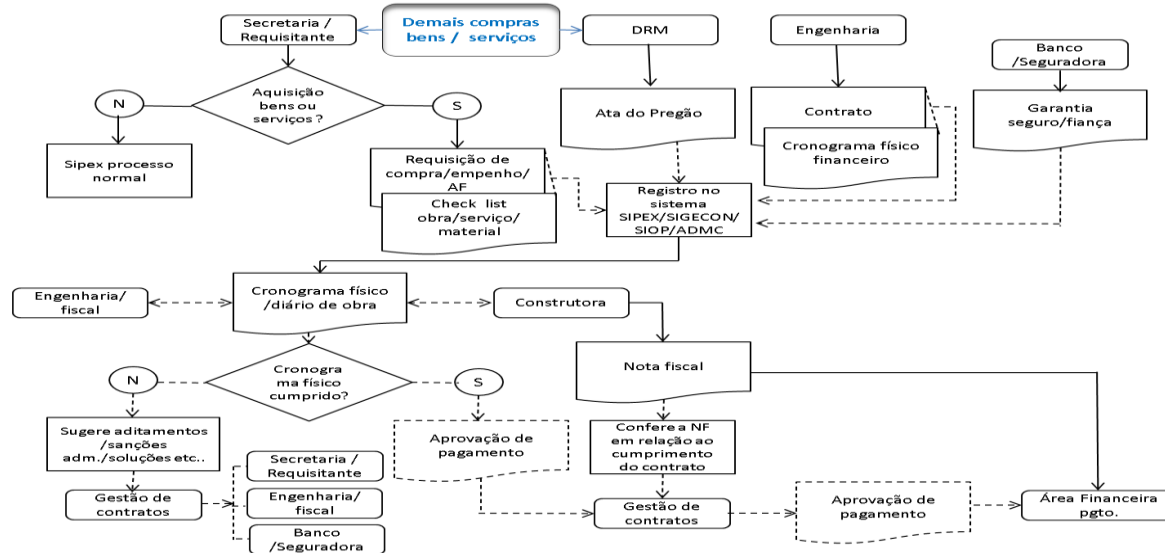 Secretaria /
Requisitante
Demais compras
bens / serviços
DRM
Engenharia
Banco
/Seguradora
N
Aquisição
bens ou
serviços ?
S
Ata do Pregão
Contrato
Cronograma físico
financeiro
Garantia
seguro/fiança
Sipex processo
normal
Requisição de
compra/empenho/
AF
Check list
obra/serviço/
material
Registro no
sistema
SIPEX/SIGECON/
SIOP/ADMC
Engenharia/
fiscal
Cronograma físico
/diário de obra
Construtora
N
Cronogra
ma físico
cumprido?
S
Nota fiscal
Sugere aditamentos
/sanções
adm./soluções etc..
Aprovação de
pagamento
Confere a NF
em relação ao
cumprimento
do contrato
Secretaria /
Requisitante
Gestão de
contratos
Engenharia/
fiscal
Banco
/Seguradora
Gestão de
contratos
Aprovação de
pagamento
Área Financeira
pgto.